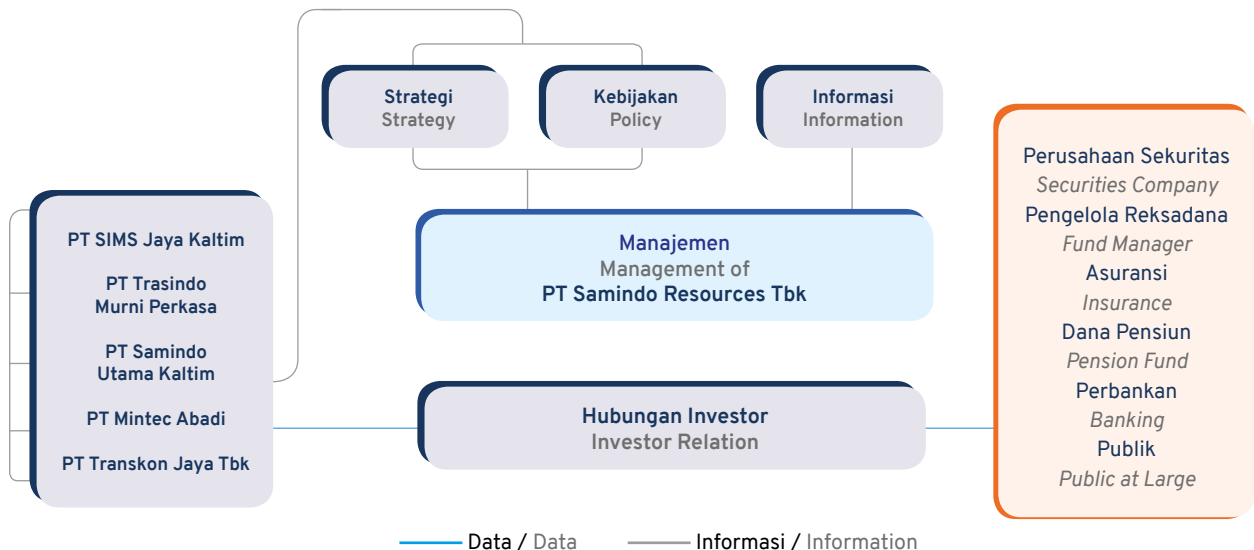 Strategi
Strategy
Kebijakan
Policy
Informasi
Information
PT SIMS Jaya Kaltim
PT Trasindo
Murni Perkasa
PT Samindo
Utama Kaltim
PT Mintec Abadi
PT Transkon Jaya Tbk
Manajemen
Management of
PT Samindo Resources Tbk
Hubungan Investor
Investor Relation
Perusahaan Sekuritas
Securities Company
Pengelola Reksadana
Fund Manager
Asuransi
Insurance
Dana Pensiun
Pension Fund
Perbankan
Banking
Publik
Public at Large
Data / Data
Informasi / Information